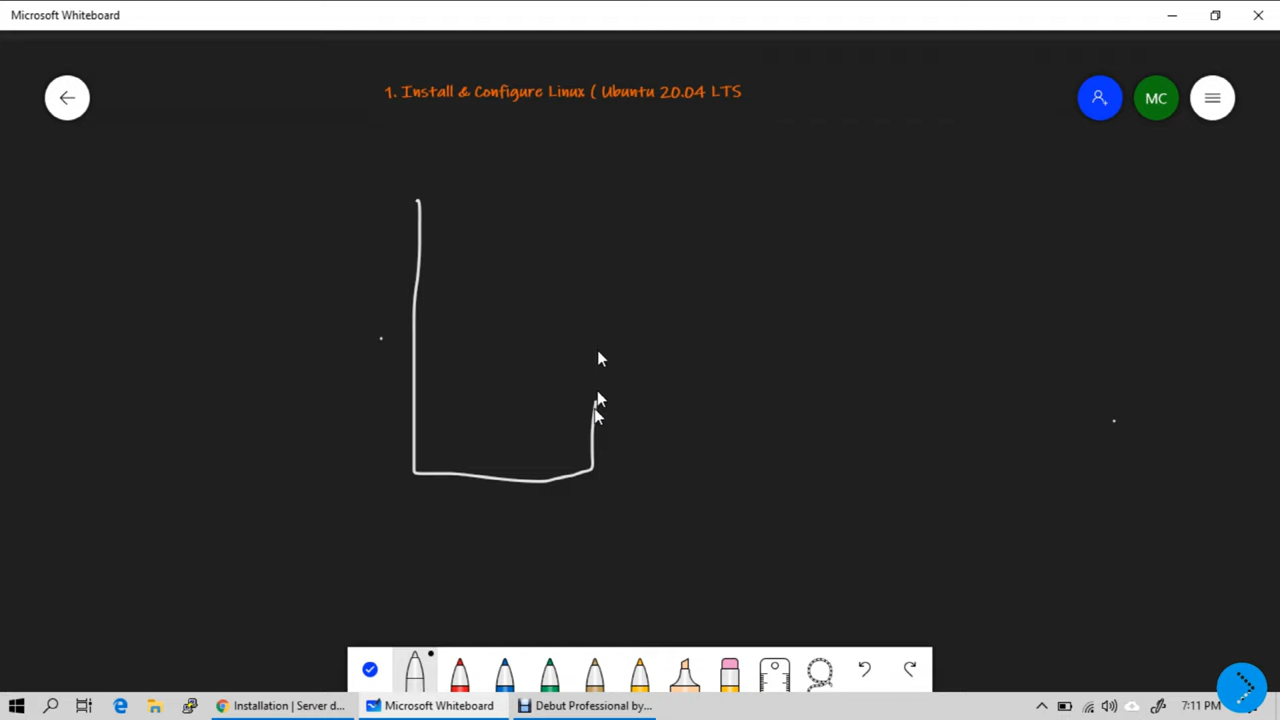 Microsoft Whiteboard
1. Install & Configure Linux ( Ubuntu 20.04 LTS
MC
Installation | Server d...
Microsoft Whiteboard
Debut Professional by...
7:11 PM